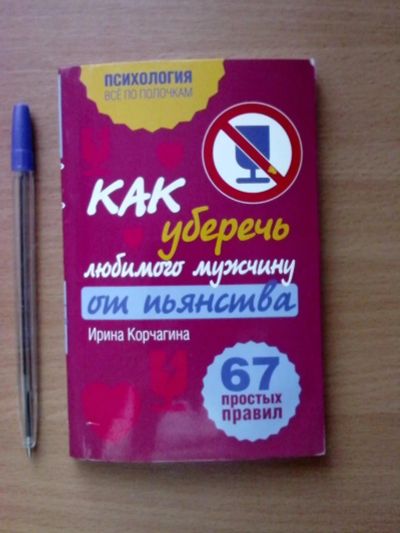 ПСИХОЛОГИЯ
ВСЁ ПО ПОЛОЧКАМ
КАК
уберечь
любимого мужчину
от пьянства
Ирина Корчагина
67
простых
правил